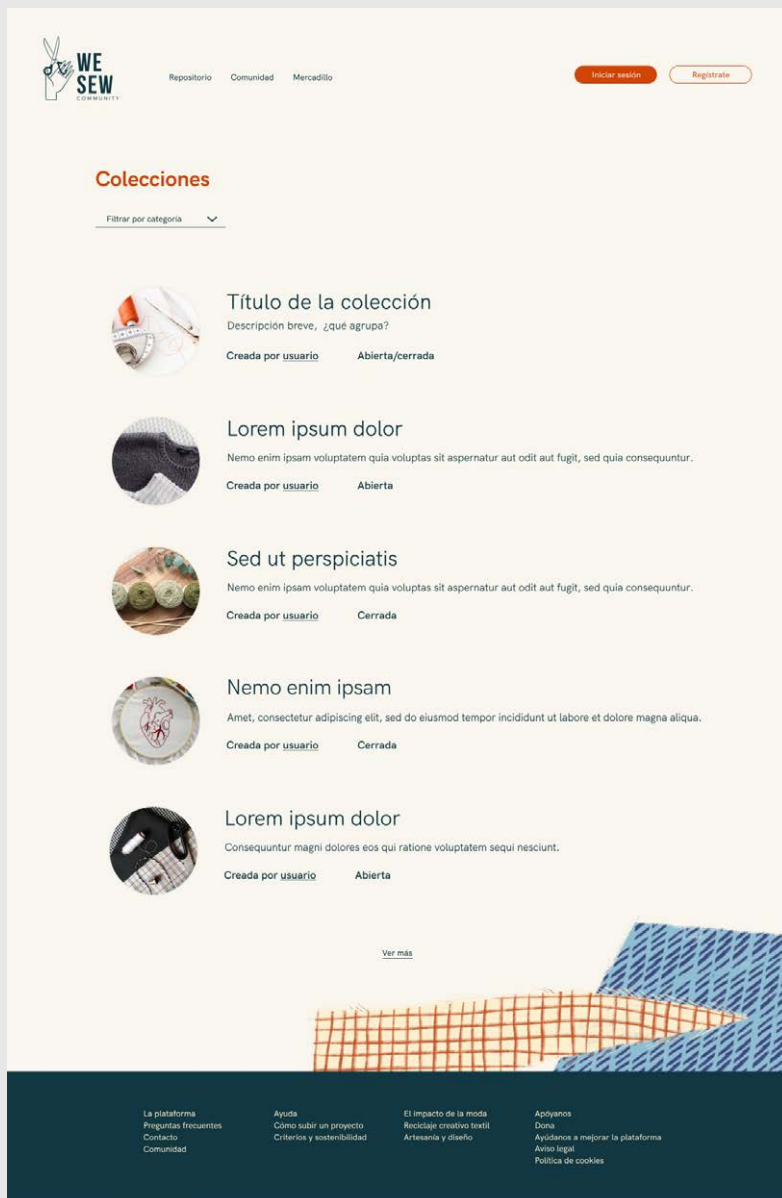 WE
SEW
COMMUNITY
Repositorio Comunidad Mercadillo
Iniciar sesión Regístrate
Colecciones
Filtrar por categoría
Título de la colección
Descripción breve, ¿qué agrupa?
Creada por usuario Abierta/cerrada
Lorem ipsum dolor
Nemo enim ipsam voluptatem quia voluptas sit aspernatur aut odit aut fugit, sed quia consequuntur.
Creada por usuario Abierta
Sed ut perspiciatis
Nemo enim ipsam voluptatem quia voluptas sit aspernatur aut odit aut fugit, sed quia consequuntur.
Creada por usuario Cerrada
Nemo enim ipsam
Amet, consectetur adipiscing elit, sed do eiusmod tempor incididunt ut labore et dolore magna aliqua.
Creada por usuario Cerrada
Lorem ipsum dolor
Consequuntur magni dolores eos qui ratione voluptatem sequi nesciunt.
Creada por usuario Abierta
Ver más
La plataforma
Preguntas frecuentes
Contacto
Comunidad
Ayuda
Cómo subir un proyecto
Criterios y sostenibilidad
El impacto de la moda
Reciclaje creativo textil
Artesanía y diseño
Apóyanos
Dona
Ayúdanos a mejorar la plataforma
Aviso legal
Política de cookies